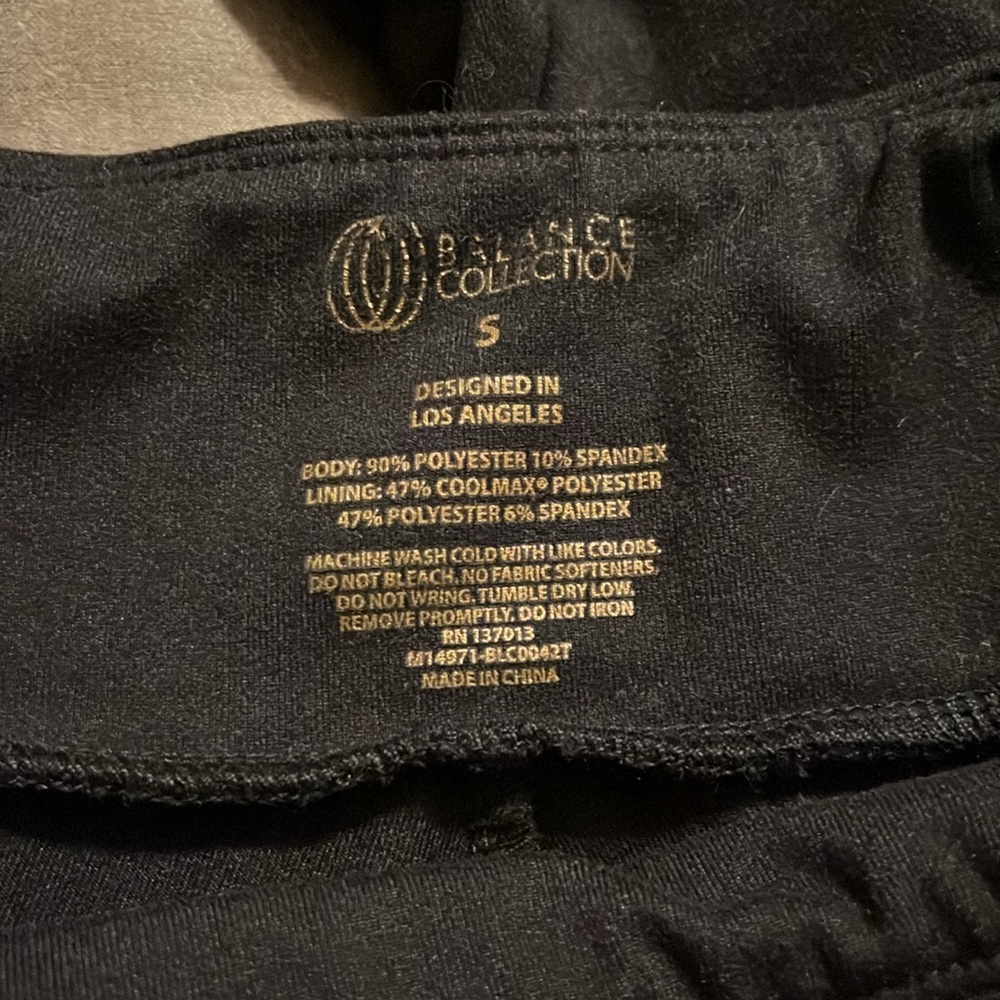 BALANCE
COLLECTION
S
DESIGNED IN
LOS ANGELES
BODY: 90% POLYESTER 10% SPANDEX
LINING: 47% COOLMAX® POLYESTER
47% POLYESTER 6% SPANDEX
MACHINE WASH COLD WITH LIKE COLORS.
DO NOT BLEACH. NO FABRIC SOFTENERS.
DO NOT WRING. TUMBLE DRY LOW.
REMOVE PROMPTLY. DO NOT IRON
RN 137013
M14971-BLC0042T
MADE IN CHINA